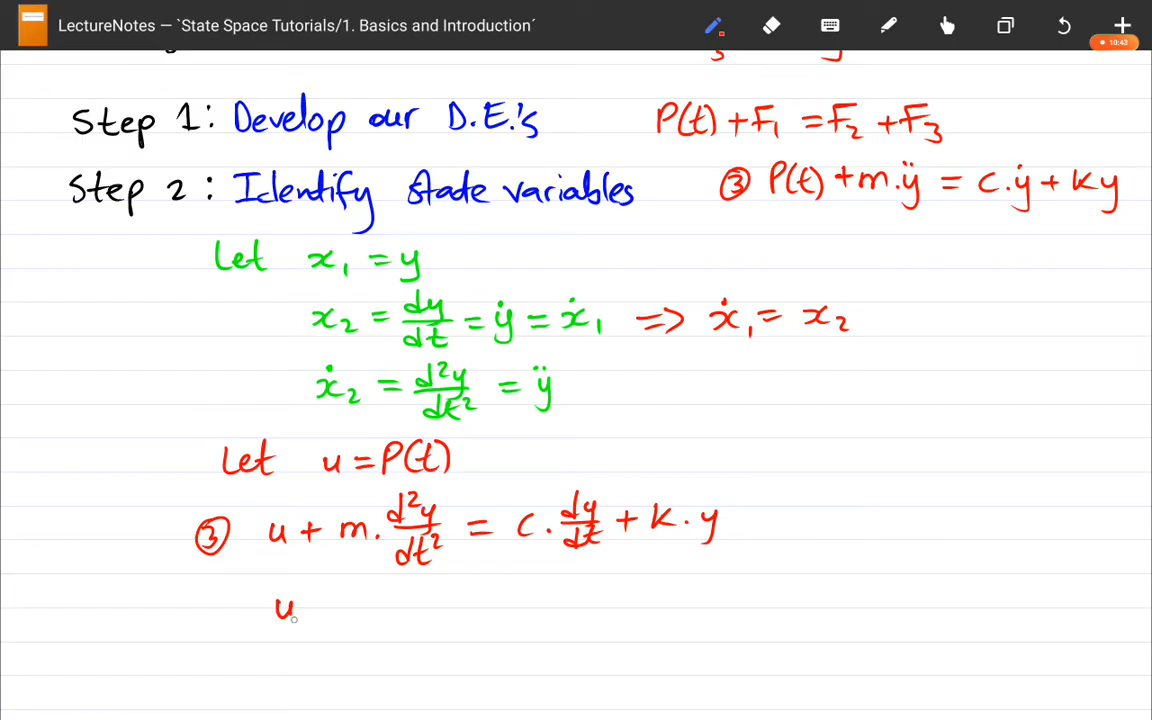 LectureNotes — `State Space Tutorials/1. Basics and Introduction´
10:43
Step 1: Develop our D.E.'s
P(t) + F₁ = F₂ + F₃
Step 2: Identify state variables
③ P(t) + m.ÿ = c.ẏ + ky
Let x₁ = y
x₂ = dy/dt = ẏ = ẋ₁ => ẋ₁ = x₂
ẋ₂ = d²y/dt² = ÿ
Let u = P(t)
③ u + m. d²y/dt² = c. dy/dt + k. y
u